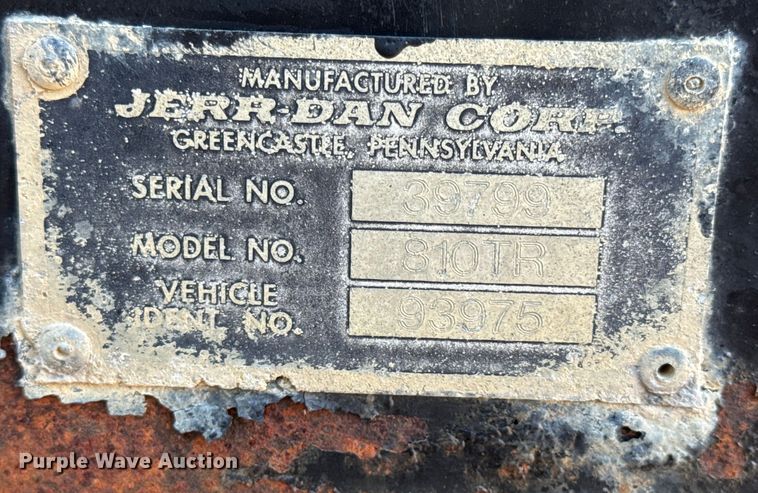 MANUFACTURED BY
JERR-DAN CORP.
GREENCASTLE, PENNSYLVANIA
SERIAL NO. 39799
MODEL NO. 810TR
VEHICLE
IDENT. NO. 93975
Purple Wave Auction